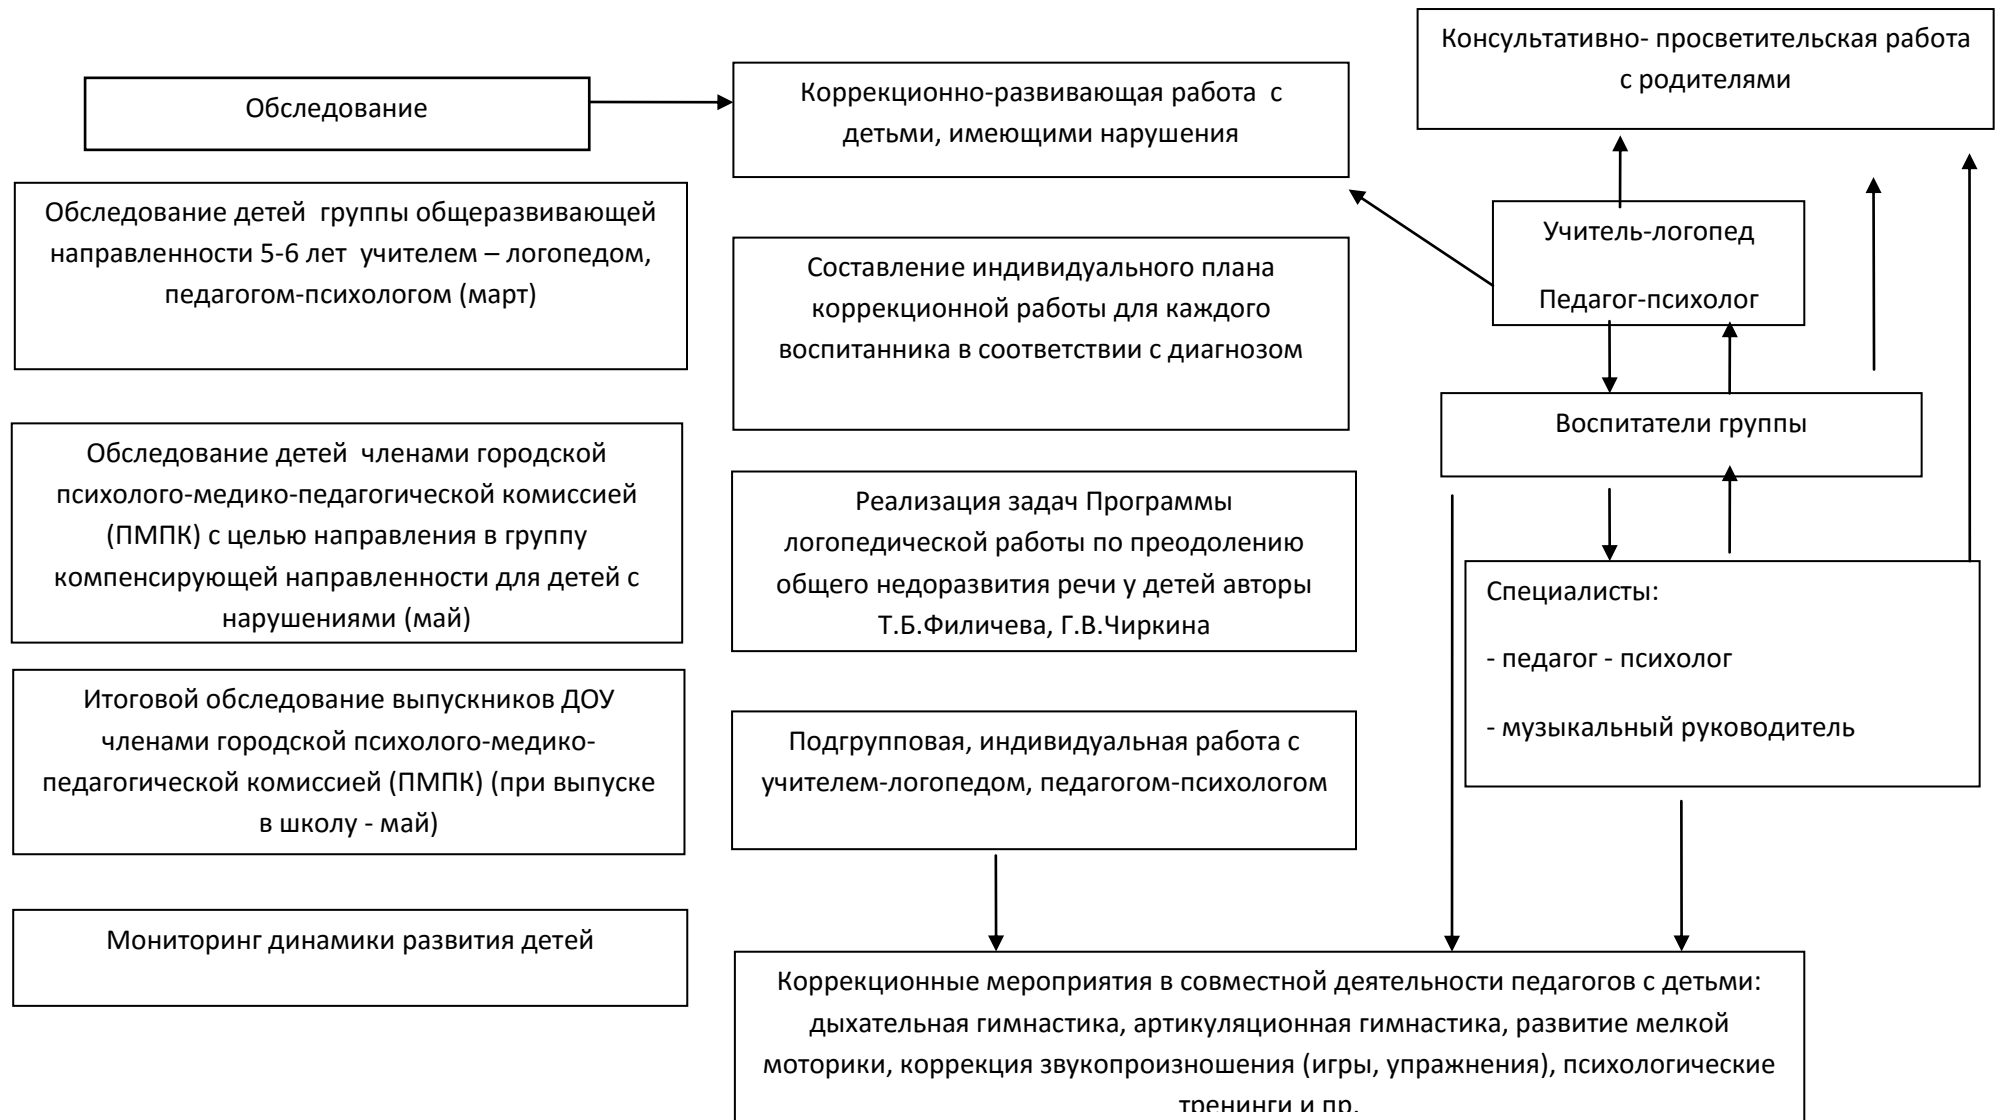 Обследование
Обследование детей группы общеразвивающей
направленности 5-6 лет учителем – логопедом,
педагогом-психологом (март)
Обследование детей членами городской
психолого-медико-педагогической комиссией
(ПМПК) с целью направления в группу
компенсирующей направленности для детей с
нарушениями (май)
Итоговой обследование выпускников ДОУ
членами городской психолого-медико-
педагогической комиссией (ПМПК) (при выпуске
в школу - май)
Мониторинг динамики развития детей
Коррекционно-развивающая работа с
детьми, имеющими нарушения
Составление индивидуального плана
коррекционной работы для каждого
воспитанника в соответствии с диагнозом
Реализация задач Программы
логопедической работы по преодолению
общего недоразвития речи у детей авторы
Т.Б.Филичева, Г.В.Чиркина
Подгрупповая, индивидуальная работа с
учителем-логопедом, педагогом-психологом
Консультативно- просветительская работа
с родителями
Учитель-логопед
Педагог-психолог
Воспитатели группы
Специалисты:
- педагог - психолог
- музыкальный руководитель
Коррекционные мероприятия в совместной деятельности педагогов с детьми:
дыхательная гимнастика, артикуляционная гимнастика, развитие мелкой
моторики, коррекция звукопроизношения (игры, упражнения), психологические
тренинги и пр.